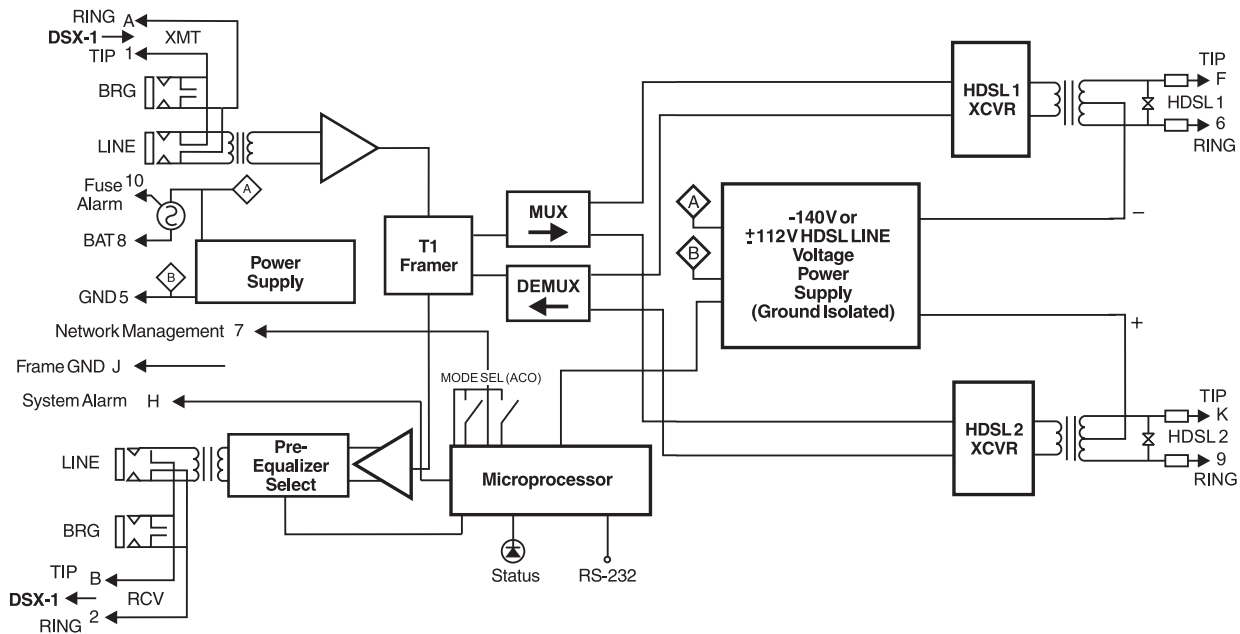 RING A
DSX-1 XMT
TIP 1
BRG
LINE
Fuse 10
Alarm
A
BAT 8
B
GND 5
Power
Supply
T1
Framer
MUX
DEMUX
HDSL 1
XCVR
TIP
F
HDSL 1
6
RING
A
B
-140V or
±112V HDSL LINE
Voltage
Power
Supply
(Ground Isolated)
−
+
Network Management 7
Frame GND J
System Alarm H
MODE SEL (ACO)
LINE
Pre-
Equalizer
Select
Microprocessor
HDSL 2
XCVR
TIP
K
HDSL 2
9
RING
BRG
TIP B
DSX-1 RCV
RING 2
Status
RS-232